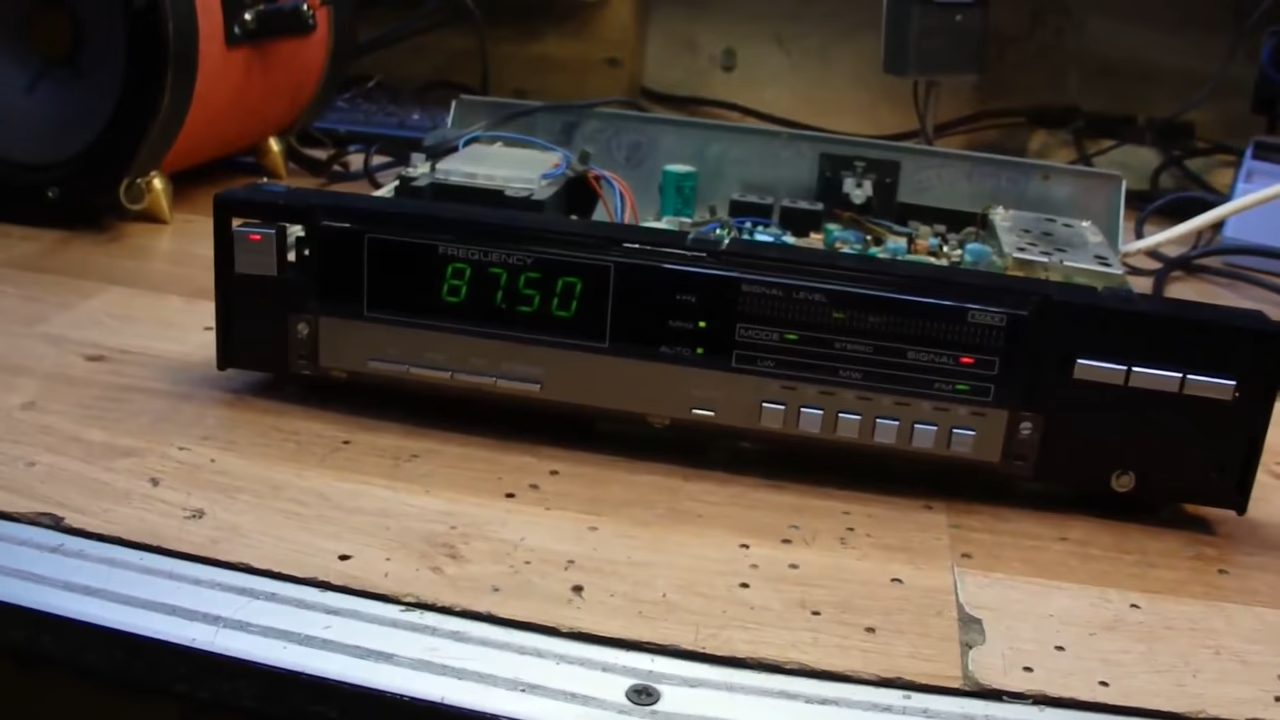 FREQUENCY
87.50
MHz
AUTO
SIGNAL LEVEL
MAX
MODE STEREO SIGNAL
LW MW FM